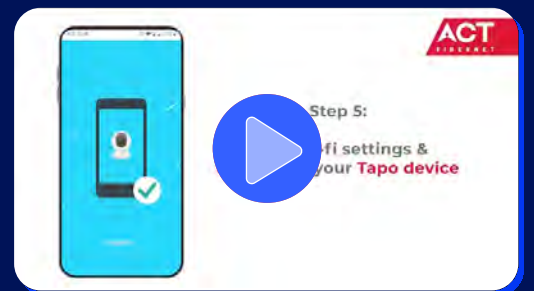 ACT
FIBERNET
Step 5:
-fi settings &
your Tapo device